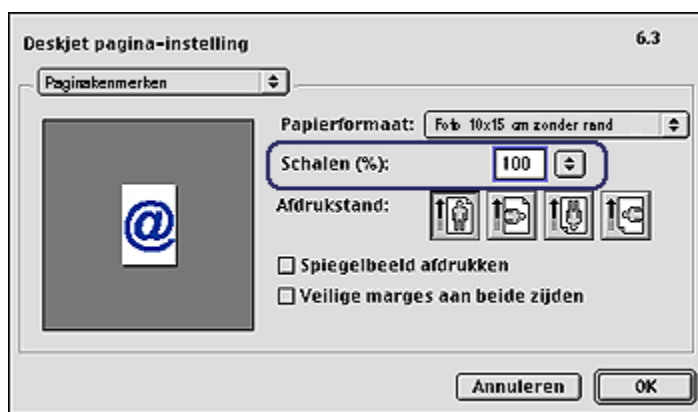 Deskjet pagina-instelling 6.3
Paginakenmerken
Papierformaat: Foto 10x15 cm zonder rand
Schalen (%): 100
Afdrukstand:
@
Spiegelbeeld afdrukken
Veilige marges aan beide zijden
Annuleren OK